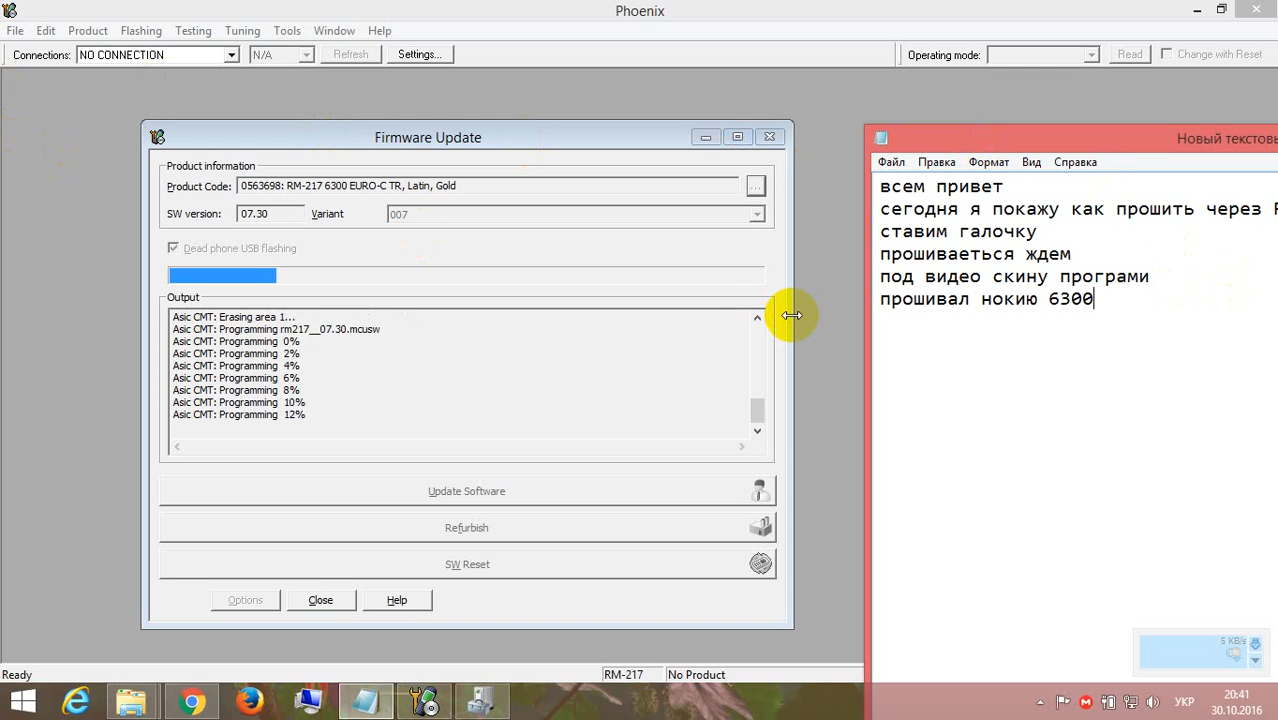 Phoenix
File Edit Product Flashing Testing Tuning Tools Window Help
Connections: NO CONNECTION N/A Refresh Settings... Operating mode: Read Change with Reset
Firmware Update
Product information
Product Code: 0563698: RM-217 6300 EURO-C TR, Latin, Gold ...
SW version: 07.30 Variant 007
Dead phone USB flashing
Output
Asic CMT: Erasing area 1...
Asic CMT: Programming rm217__07.30.mcusw
Asic CMT: Programming 0%
Asic CMT: Programming 2%
Asic CMT: Programming 4%
Asic CMT: Programming 6%
Asic CMT: Programming 8%
Asic CMT: Programming 10%
Asic CMT: Programming 12%
Update Software
Refurbish
SW Reset
Options Close Help
Новый текстовы
Файл Правка Формат Вид Справка
всем привет
сегодня я покажу как прошить через
ставим галочку
прошиваеться ждем
под видео скину програми
прошивал нокию 6300
5 KB/s
Ready RM-217 No Product
УКР
20:41
30.10.2016